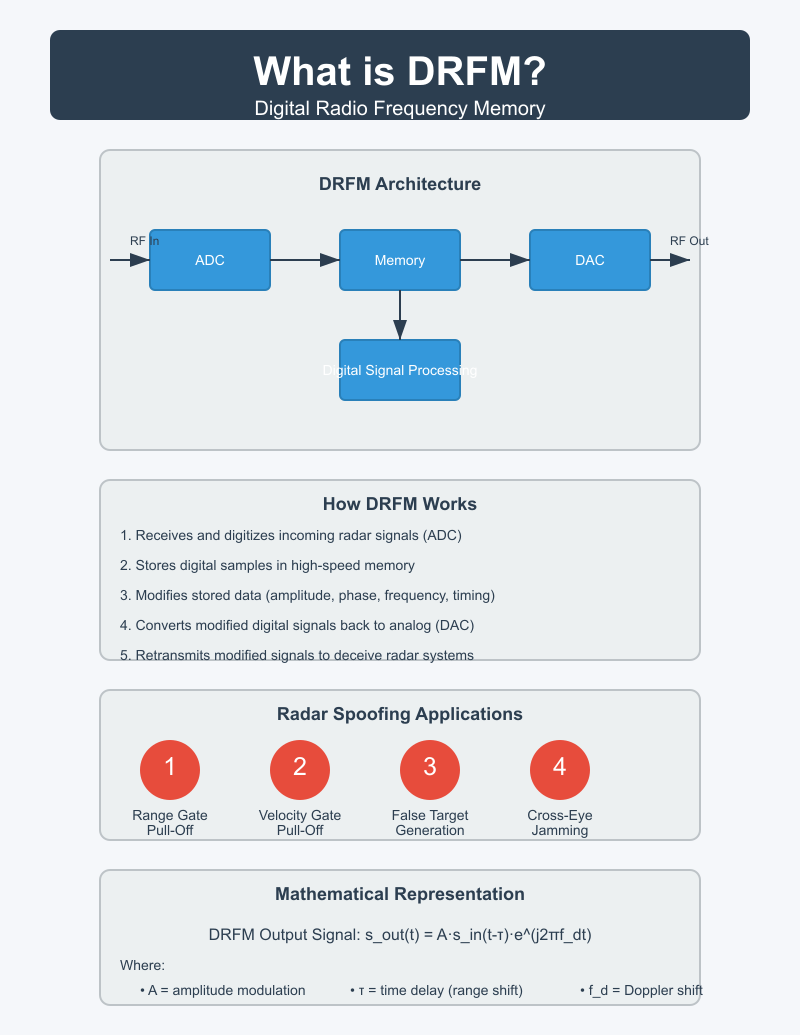 What is DRFM?
Digital Radio Frequency Memory
DRFM Architecture
RF In
RF Out
ADC
Memory
DAC
Digital Signal Processing
How DRFM Works
1. Receives and digitizes incoming radar signals (ADC)
2. Stores digital samples in high-speed memory
3. Modifies stored data (amplitude, phase, frequency, timing)
4. Converts modified digital signals back to analog (DAC)
5. Retransmits modified signals to deceive radar systems
Radar Spoofing Applications
1
2
3
4
Range Gate
Pull-Off
Velocity Gate
Pull-Off
False Target
Generation
Cross-Eye
Jamming
Mathematical Representation
DRFM Output Signal: s_out(t) = A·s_in(t-τ)·e^(j2πf_dt)
Where:
• A = amplitude modulation
• τ = time delay (range shift)
• f_d = Doppler shift